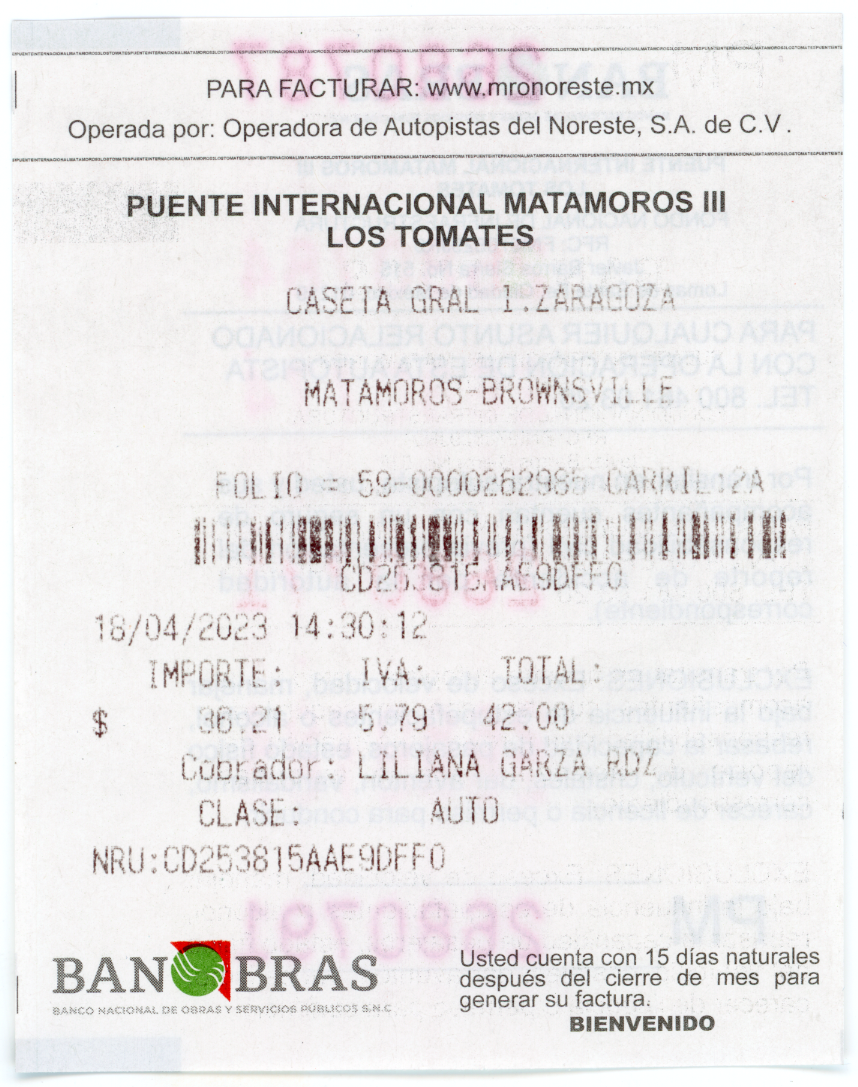 PARA FACTURAR: www.mronoreste.mx
Operada por: Operadora de Autopistas del Noreste, S.A. de C.V.
PUENTE INTERNACIONAL MATAMOROS III
LOS TOMATES
CASETA GRAL I.ZARAGOZA
MATAMOROS-BROWNSVILLE
FOLIO = 59-0000262985 CARRIL:2A
CD253815AAE9DFF0
18/04/2023 14:30:12
IMPORTE: IVA: TOTAL:
$ 36.21 5.79 42.00
Cobrador: LILIANA GARZA RDZ
CLASE: AUTO
NRU:CD253815AAE9DFF0
BANOBRAS
BANCO NACIONAL DE OBRAS Y SERVICIOS PÚBLICOS S.N.C
Usted cuenta con 15 días naturales
después del cierre de mes para
generar su factura.
BIENVENIDO